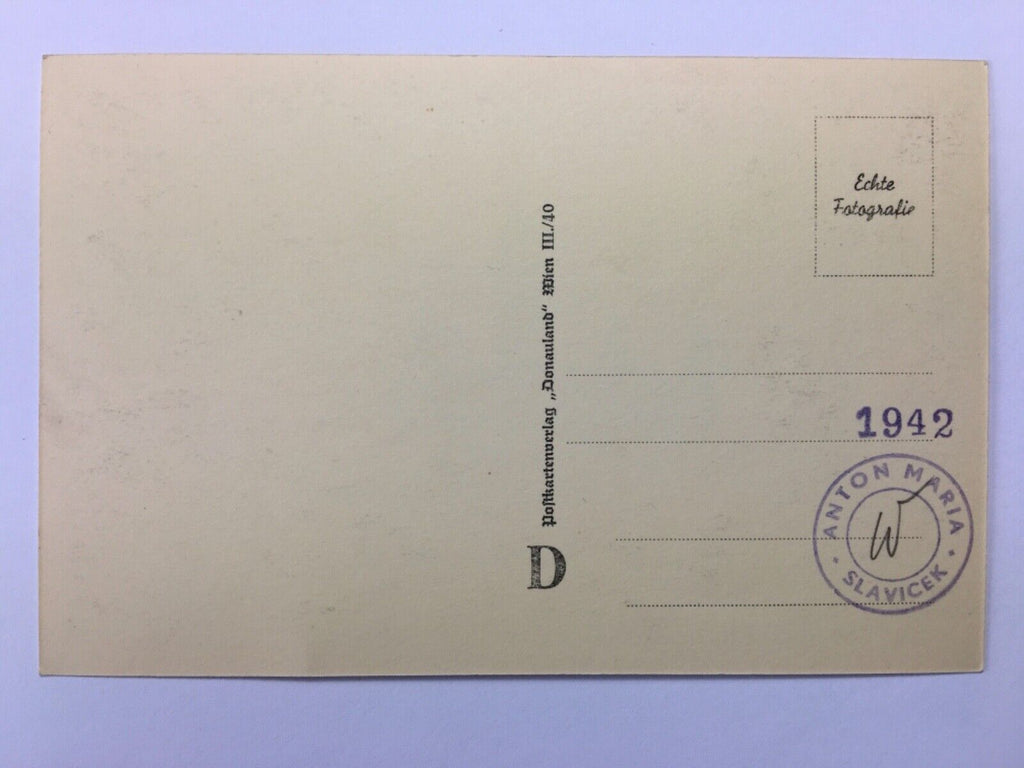 Echte
Fotografie
Postkartenverlag „Donauland“ Wien III./40
D
1942
ANTON MARIA
W
· SLAVICEK ·